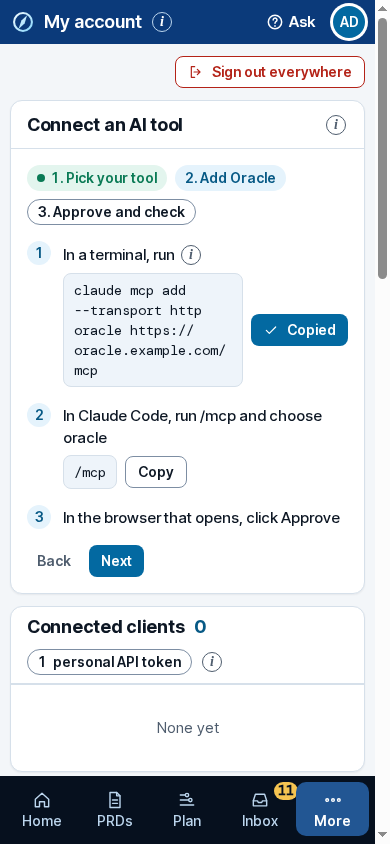 My account i Ask AD
Sign out everywhere
Connect an AI tool i
1. Pick your tool 2. Add Oracle
3. Approve and check
1 In a terminal, run i
claude mcp add
--transport http
oracle https://
oracle.example.com/
mcp
Copied
2 In Claude Code, run /mcp and choose
oracle
/mcp Copy
3 In the browser that opens, click Approve
Back Next
Connected clients 0
1 personal API token i
None yet
11
Home PRDs Plan Inbox More